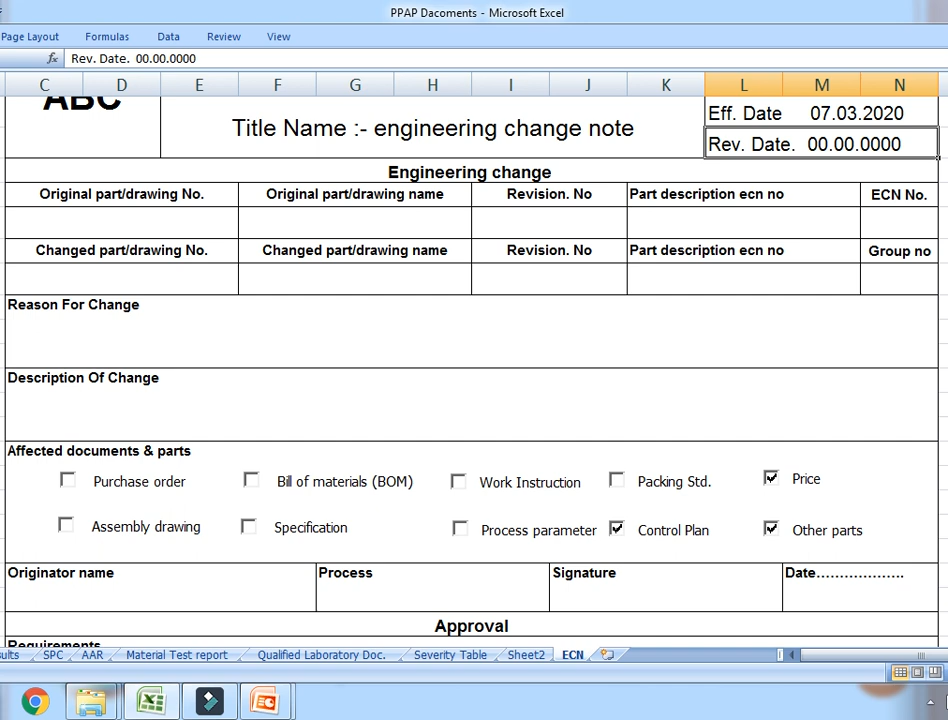 PPAP Dacoments - Microsoft Excel
Page Layout Formulas Data Review View
fx Rev. Date. 00.00.0000
C D E F G H I J K L M N
ABC
Title Name :- engineering change note
Eff. Date 07.03.2020
Rev. Date. 00.00.0000
Engineering change
Original part/drawing No. Original part/drawing name Revision. No Part description ecn no ECN No.
Changed part/drawing No. Changed part/drawing name Revision. No Part description ecn no Group no
Reason For Change
Description Of Change
Affected documents & parts
Purchase order Bill of materials (BOM) Work Instruction Packing Std. Price
Assembly drawing Specification Process parameter Control Plan Other parts
Originator name Process Signature Date...................
Approval
Requirements
sults SPC AAR Material Test report Qualified Laboratory Doc. Severity Table Sheet2 ECN